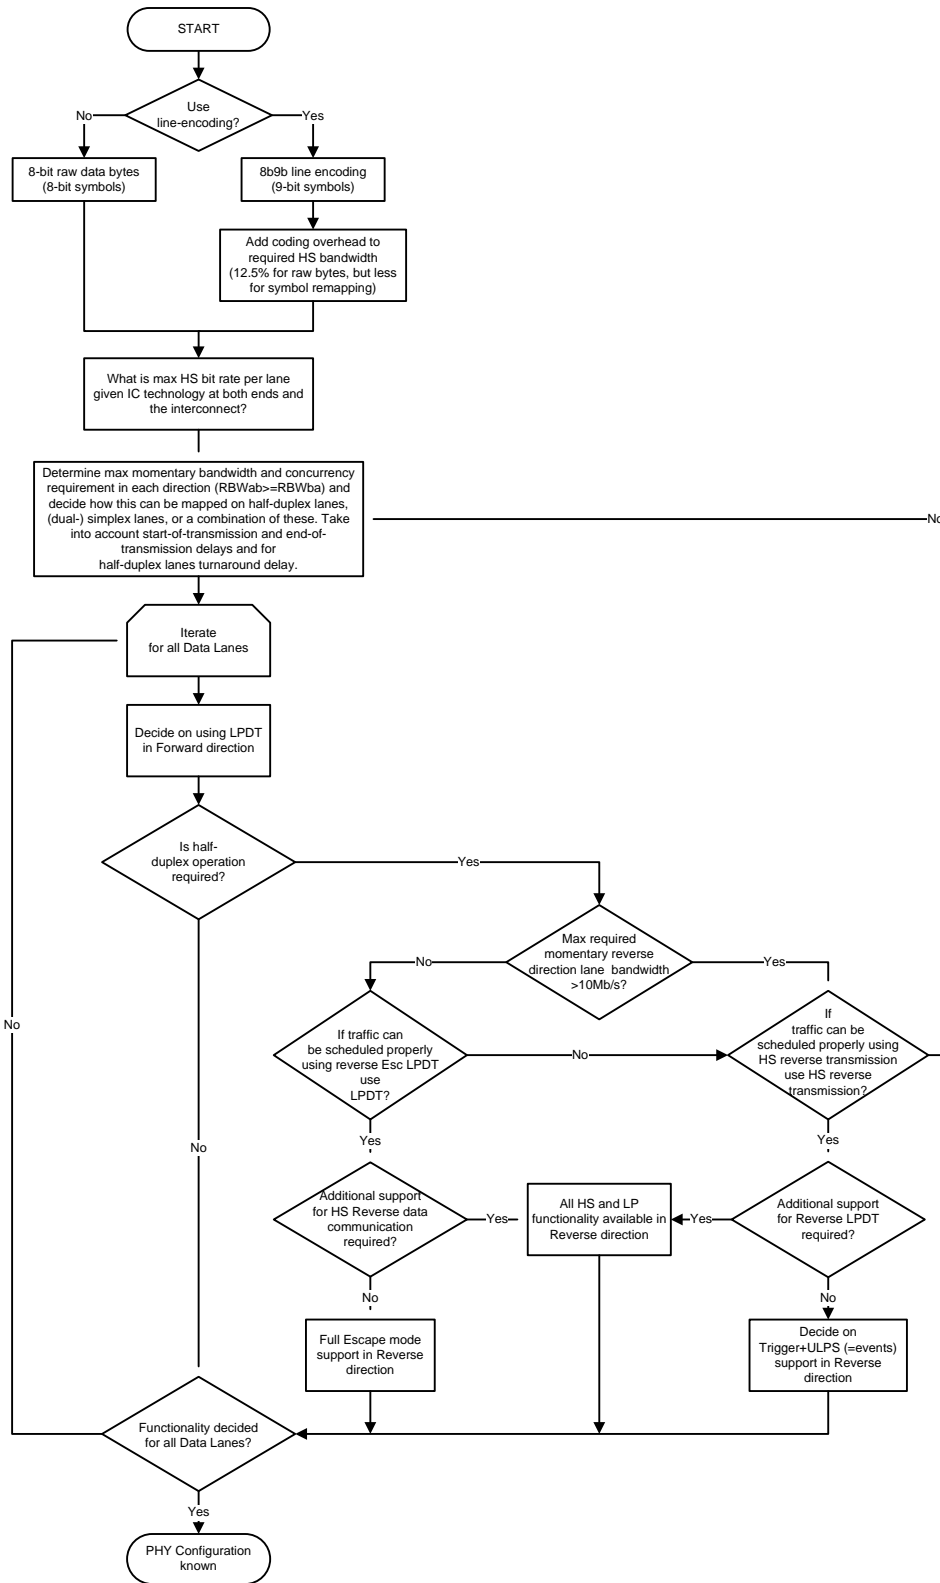 START
Use
line-encoding?
No
Yes
8-bit raw data bytes
(8-bit symbols)
8b9b line encoding
(9-bit symbols)
Add coding overhead to
required HS bandwidth
(12.5% for raw bytes, but less
for symbol remapping)
What is max HS bit rate per lane
given IC technology at both ends and
the interconnect?
Determine max momentary bandwidth and concurrency
requirement in each direction (RBWab>=RBWba) and
decide how this can be mapped on half-duplex lanes,
(dual-) simplex lanes, or a combination of these. Take
into account start-of-transmission and end-of-
transmission delays and for
half-duplex lanes turnaround delay.
No
Iterate
for all Data Lanes
Decide on using LPDT
in Forward direction
Is half-
duplex operation
required?
Yes
Max required
momentary reverse
direction lane bandwidth
>10Mb/s?
No
Yes
No
If traffic can
be scheduled properly
using reverse Esc LPDT
use
LPDT?
No
If
traffic can be
scheduled properly using
HS reverse transmission
use HS reverse
transmission?
Yes
Yes
No
Additional support
for HS Reverse data
communication
required?
Yes
All HS and LP
functionality available in
Reverse direction
Yes
Additional support
for Reverse LPDT
required?
No
No
Full Escape mode
support in Reverse
direction
Decide on
Trigger+ULPS (=events)
support in Reverse
direction
Functionality decided
for all Data Lanes?
Yes
PHY Configuration
known